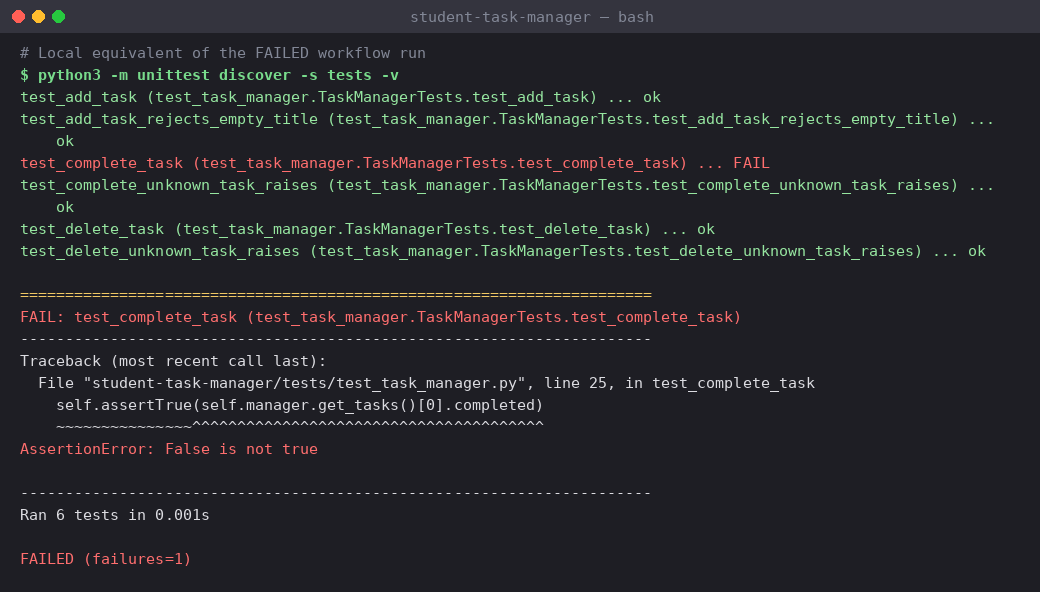 student-task-manager — bash
# Local equivalent of the FAILED workflow run
$ python3 -m unittest discover -s tests -v
test_add_task (test_task_manager.TaskManagerTests.test_add_task) ... ok
test_add_task_rejects_empty_title (test_task_manager.TaskManagerTests.test_add_task_rejects_empty_title) ...
    ok
test_complete_task (test_task_manager.TaskManagerTests.test_complete_task) ... FAIL
test_complete_unknown_task_raises (test_task_manager.TaskManagerTests.test_complete_unknown_task_raises) ...
    ok
test_delete_task (test_task_manager.TaskManagerTests.test_delete_task) ... ok
test_delete_unknown_task_raises (test_task_manager.TaskManagerTests.test_delete_unknown_task_raises) ... ok

======================================================================
FAIL: test_complete_task (test_task_manager.TaskManagerTests.test_complete_task)
----------------------------------------------------------------------
Traceback (most recent call last):
  File "student-task-manager/tests/test_task_manager.py", line 25, in test_complete_task
    self.assertTrue(self.manager.get_tasks()[0].completed)
    ~~~~~~~~~~~~~~~^^^^^^^^^^^^^^^^^^^^^^^^^^^^^^^^^^^^^^^
AssertionError: False is not true

----------------------------------------------------------------------
Ran 6 tests in 0.001s

FAILED (failures=1)